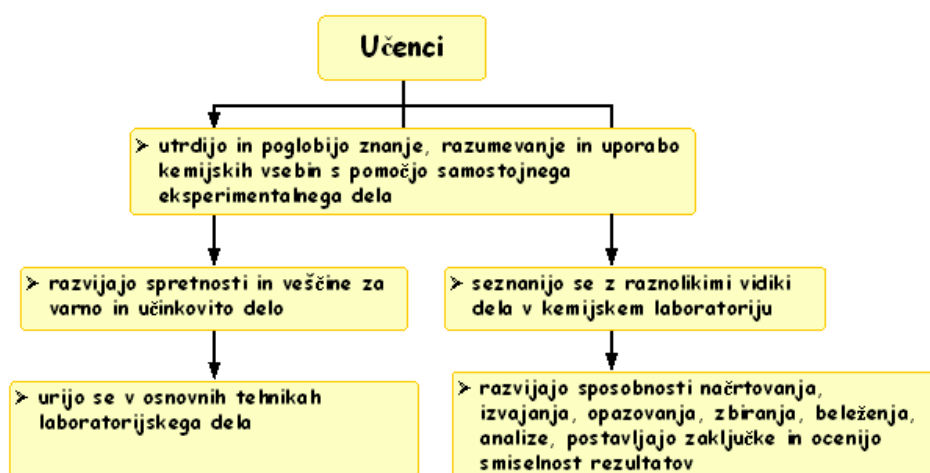 Učenci
➢ utrdijo in poglobijo znanje, razumevanje in uporabo
kemijskih vsebin s pomočjo samostojnega
eksperimentalnega dela
➢ razvijajo spretnosti in veščine za
varno in učinkovito delo
➢ seznanijo se z raznolikimi vidiki
dela v kemijskem laboratoriju
➢ urijo se v osnovnih tehnikah
laboratorijskega dela
➢ razvijajo sposobnosti načrtovanja,
izvajanja, opazovanja, zbiranja, beleženja,
analize, postavljajo zaključke in ocenijo
smiselnost rezultatov